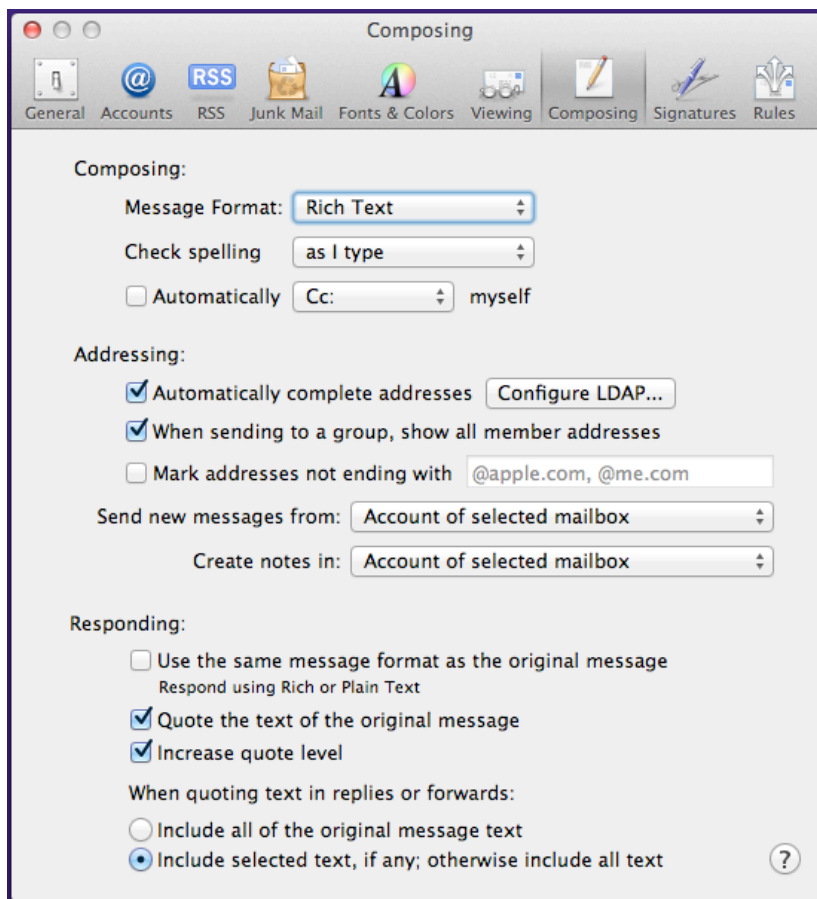 Composing
RSS
General Accounts RSS Junk Mail Fonts & Colors Viewing Composing Signatures Rules
Composing:
Message Format: Rich Text
Check spelling as I type
Automatically Cc: myself
Addressing:
Automatically complete addresses Configure LDAP...
When sending to a group, show all member addresses
Mark addresses not ending with @apple.com, @me.com
Send new messages from: Account of selected mailbox
Create notes in: Account of selected mailbox
Responding:
Use the same message format as the original message
Respond using Rich or Plain Text
Quote the text of the original message
Increase quote level
When quoting text in replies or forwards:
Include all of the original message text
Include selected text, if any; otherwise include all text ?